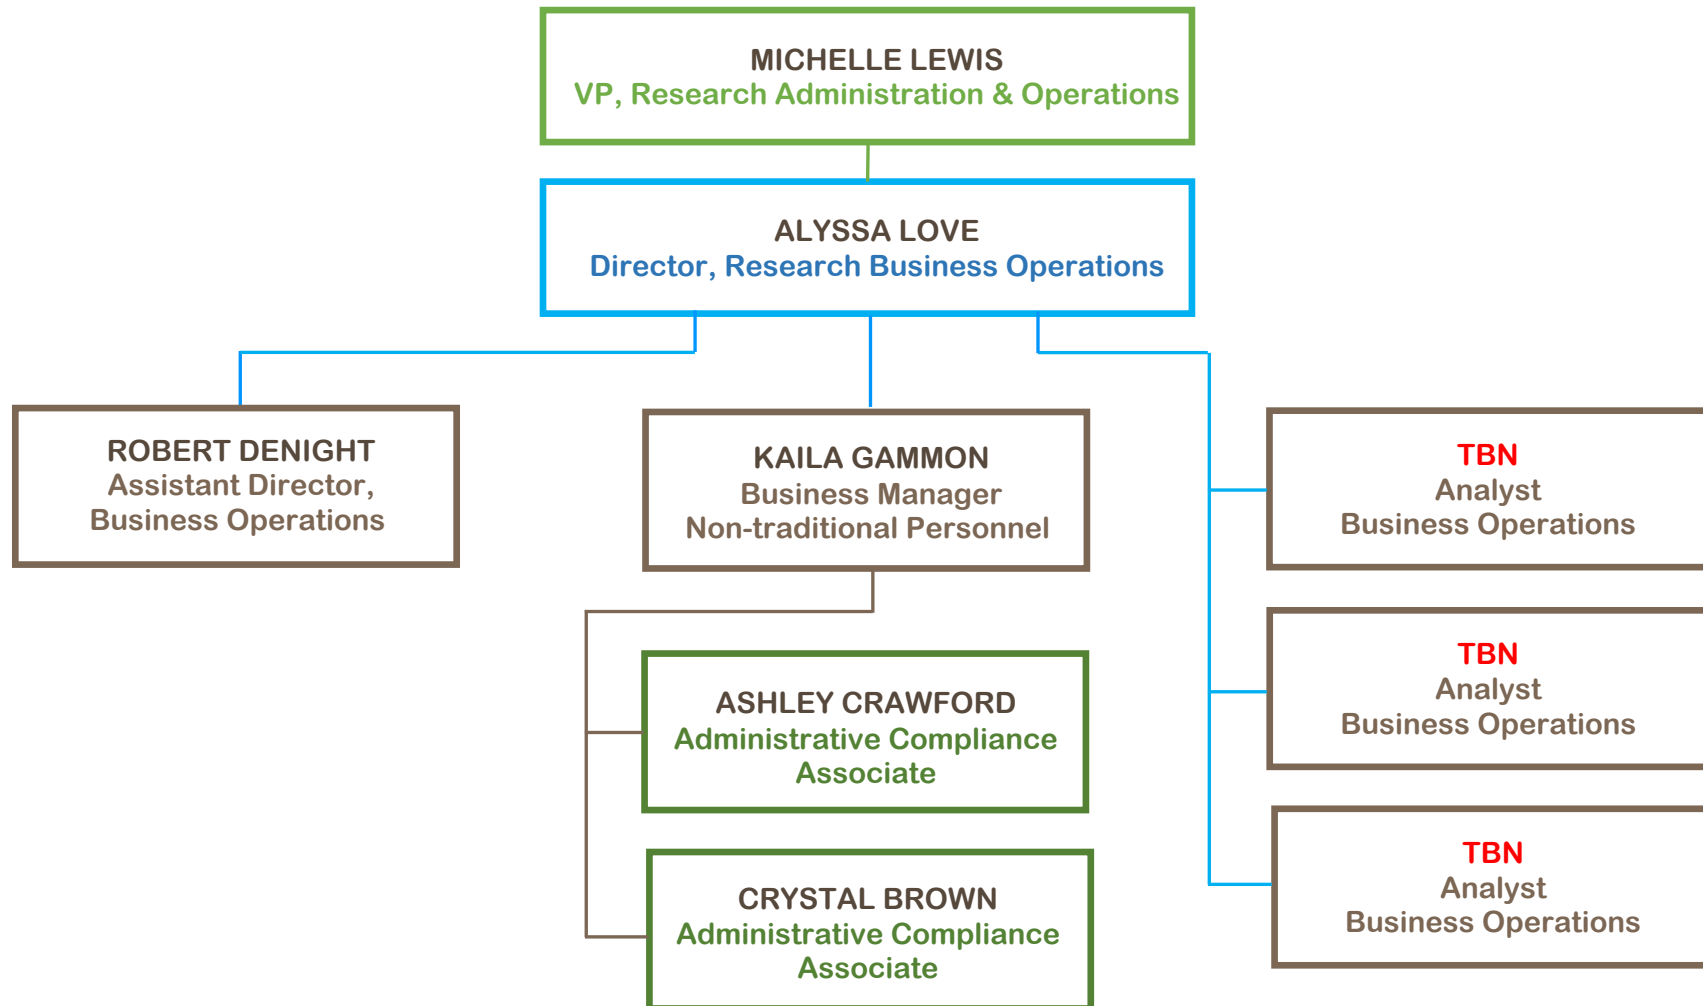 MICHELLE LEWIS
VP, Research Administration & Operations
ALYSSA LOVE
Director, Research Business Operations
ROBERT DENIGHT
Assistant Director,
Business Operations
KAILA GAMMON
Business Manager
Non-traditional Personnel
ASHLEY CRAWFORD
Administrative Compliance
Associate
CRYSTAL BROWN
Administrative Compliance
Associate
TBN
Analyst
Business Operations
TBN
Analyst
Business Operations
TBN
Analyst
Business Operations